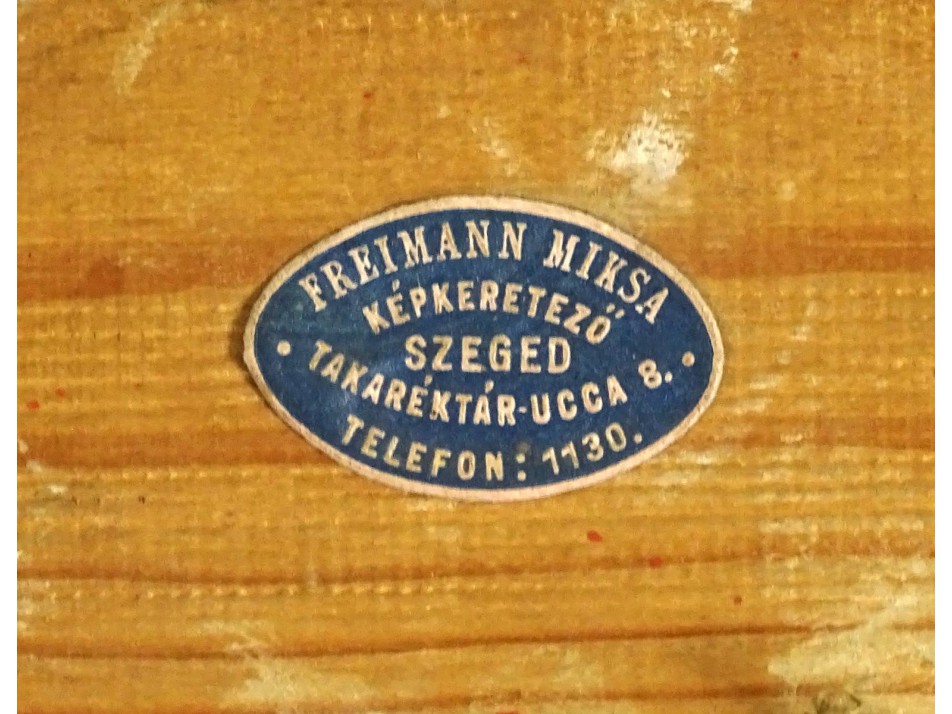 FREIMANN MIKSA
KÉPKERETEZŐ
SZEGED
TAKARÉKTÁR-UCCA 8.
TELEFON: 1130.